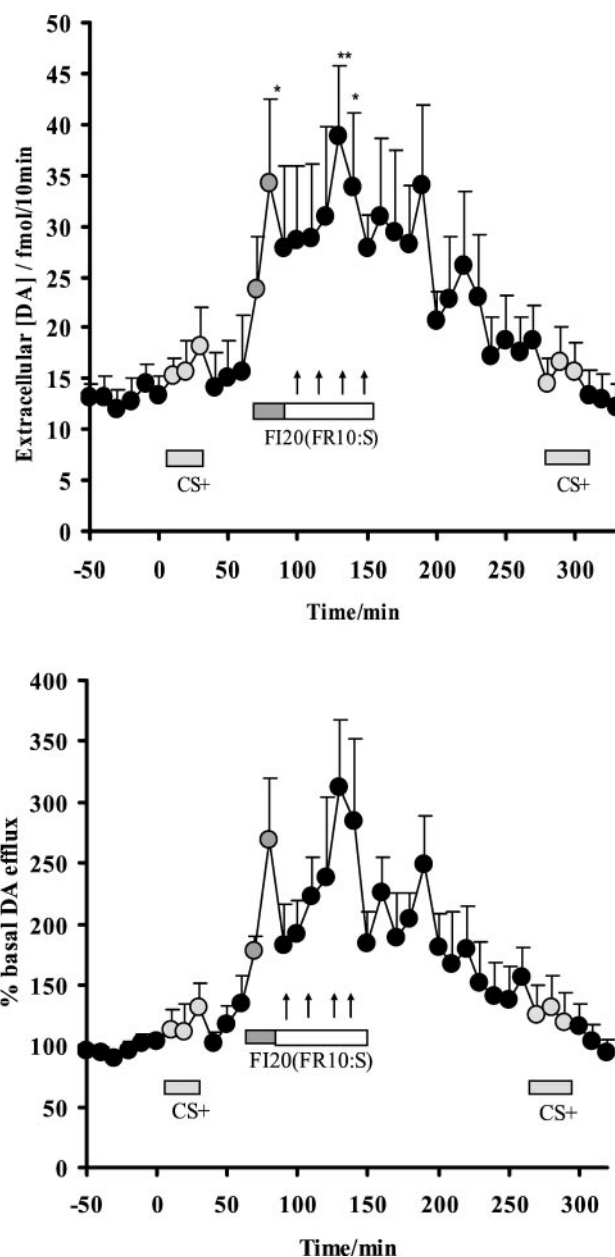 50
45
40
35
30
25
20
15
10
5
0
Extracellular [DA] / fmol/10min
*
**
*
FI20(FR10:S)
CS+
CS+
-50 0 50 100 150 200 250 300
Time/min
400
350
300
250
200
150
100
50
0
% basal DA efflux
FI20(FR10:S)
CS+
CS+
-50 0 50 100 150 200 250 300
Time/min